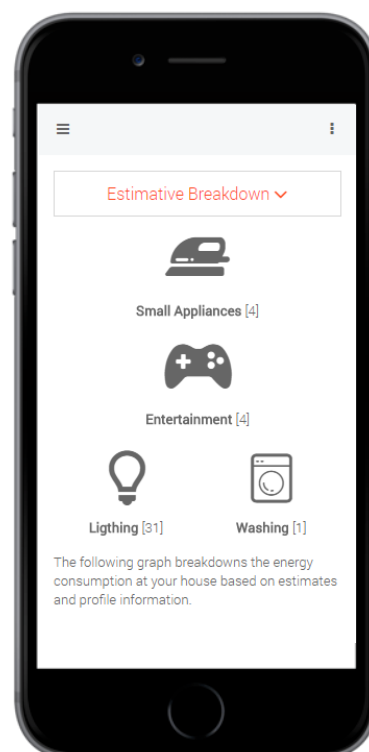 Estimative Breakdown
Small Appliances [4]
Entertainment [4]
Ligthing [31]
Washing [1]
The following graph breakdowns the energy
consumption at your house based on estimates
and profile information.